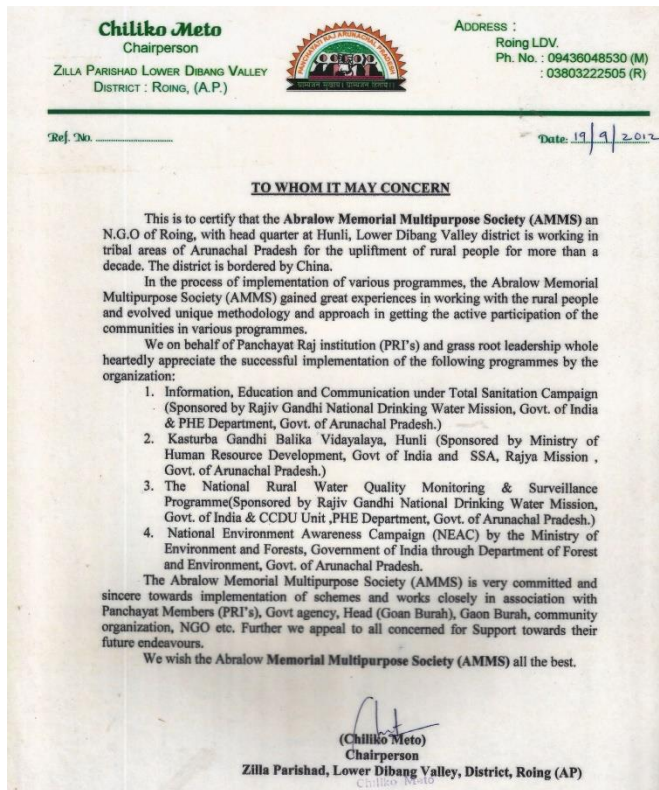 Chiliko Meto
Chairperson
ZILLA PARISHAD LOWER DIBANG VALLEY
DISTRICT : ROING, (A.P.)
PANCHAYATI RAJ ARUNACHAL PRADESH
ADDRESS :
Roing LDV.
Ph. No. : 09436048530 (M)
: 03803222505 (R)
Ref. No.
Date: 19/9/2012
TO WHOM IT MAY CONCERN
This is to certify that the Abralow Memorial Multipurpose Society (AMMS) an
N.G.O of Roing, with head quarter at Hunli, Lower Dibang Valley district is working in
tribal areas of Arunachal Pradesh for the upliftment of rural people for more than a
decade. The district is bordered by China.
In the process of implementation of various programmes, the Abralow Memorial
Multipurpose Society (AMMS) gained great experiences in working with the rural people
and evolved unique methodology and approach in getting the active participation of the
communities in various programmes.
We on behalf of Panchayat Raj institution (PRI's) and grass root leadership whole
heartedly appreciate the successful implementation of the following programmes by the
organization:
1. Information, Education and Communication under Total Sanitation Campaign
(Sponsored by Rajiv Gandhi National Drinking Water Mission, Govt. of India
& PHE Department, Govt. of Arunachal Pradesh.)
2. Kasturba Gandhi Balika Vidayalaya, Hunli (Sponsored by Ministry of
Human Resource Development, Govt of India and SSA, Rajya Mission ,
Govt. of Arunachal Pradesh.)
3. The National Rural Water Quality Monitoring & Surveillance
Programme(Sponsored by Rajiv Gandhi National Drinking Water Mission,
Govt. of India & CCDU Unit ,PHE Department, Govt. of Arunachal Pradesh.)
4. National Environment Awareness Campaign (NEAC) by the Ministry of
Environment and Forests, Government of India through Department of Forest
and Environment, Govt. of Arunachal Pradesh.
The Abralow Memorial Multipurpose Society (AMMS) is very committed and
sincere towards implementation of schemes and works closely in association with
Panchayat Members (PRI's), Govt agency, Head (Goan Burah), Gaon Burah, community
organization, NGO etc. Further we appeal to all concerned for Support towards their
future endeavours.
We wish the Abralow Memorial Multipurpose Society (AMMS) all the best.
(Chiliko Meto)
Chairperson
Zilla Parishad, Lower Dibang Valley, District, Roing (AP)
Chiliko Meto